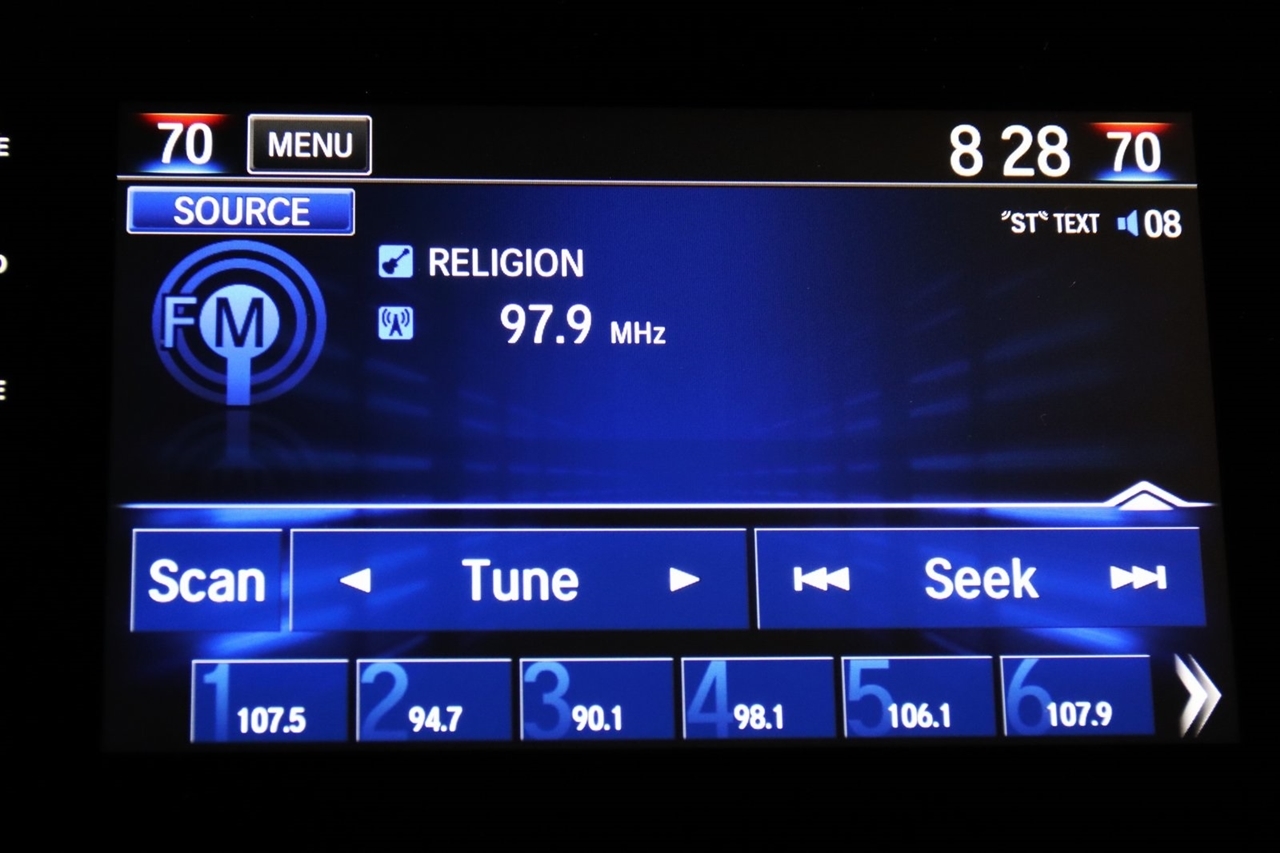 70 MENU 8 28 70
SOURCE
"ST" TEXT 08
FM
RELIGION
97.9 MHz
Scan Tune Seek
1 107.5 2 94.7 3 90.1 4 98.1 5 106.1 6 107.9